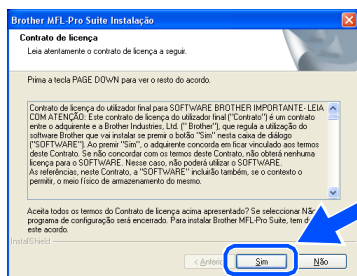 Brother MFL-Pro Suite Instalação
Contrato de licença
Leia atentamente o contrato de licença a seguir.
Prima a tecla PAGE DOWN para ver o resto do acordo.
Contrato de licença do utilizador final para SOFTWARE BROTHER IMPORTANTE- LEIA
COM ATENÇÃO: Este contrato de licença do utilizador final ("Contrato") é um contrato
entre o adquirente e a Brother Industries, Ltd. ("Brother"), que regula a utilização do
software Brother que vai instalar se premir o botão "Sim" nesta caixa de diálogo
("SOFTWARE"). Ao premir "Sim", o adquirente concorda em ficar vinculado aos termos
deste Contrato. Se não concordar com os termos deste Contrato, não obterá nenhuma
licença para o SOFTWARE. Nesse caso, não poderá utilizar o SOFTWARE.
As referências, neste Contrato, a "SOFTWARE" incluirão também, se o contexto o
permitir, o meio físico de armazenamento do mesmo.
Aceita todos os termos do Contrato de licença acima apresentado? Se seleccionar Não
programa de configuração será encerrado. Para instalar Brother MFL-Pro Suite, tem d
este acordo.
InstallShield
< Anterio
Sim
Não